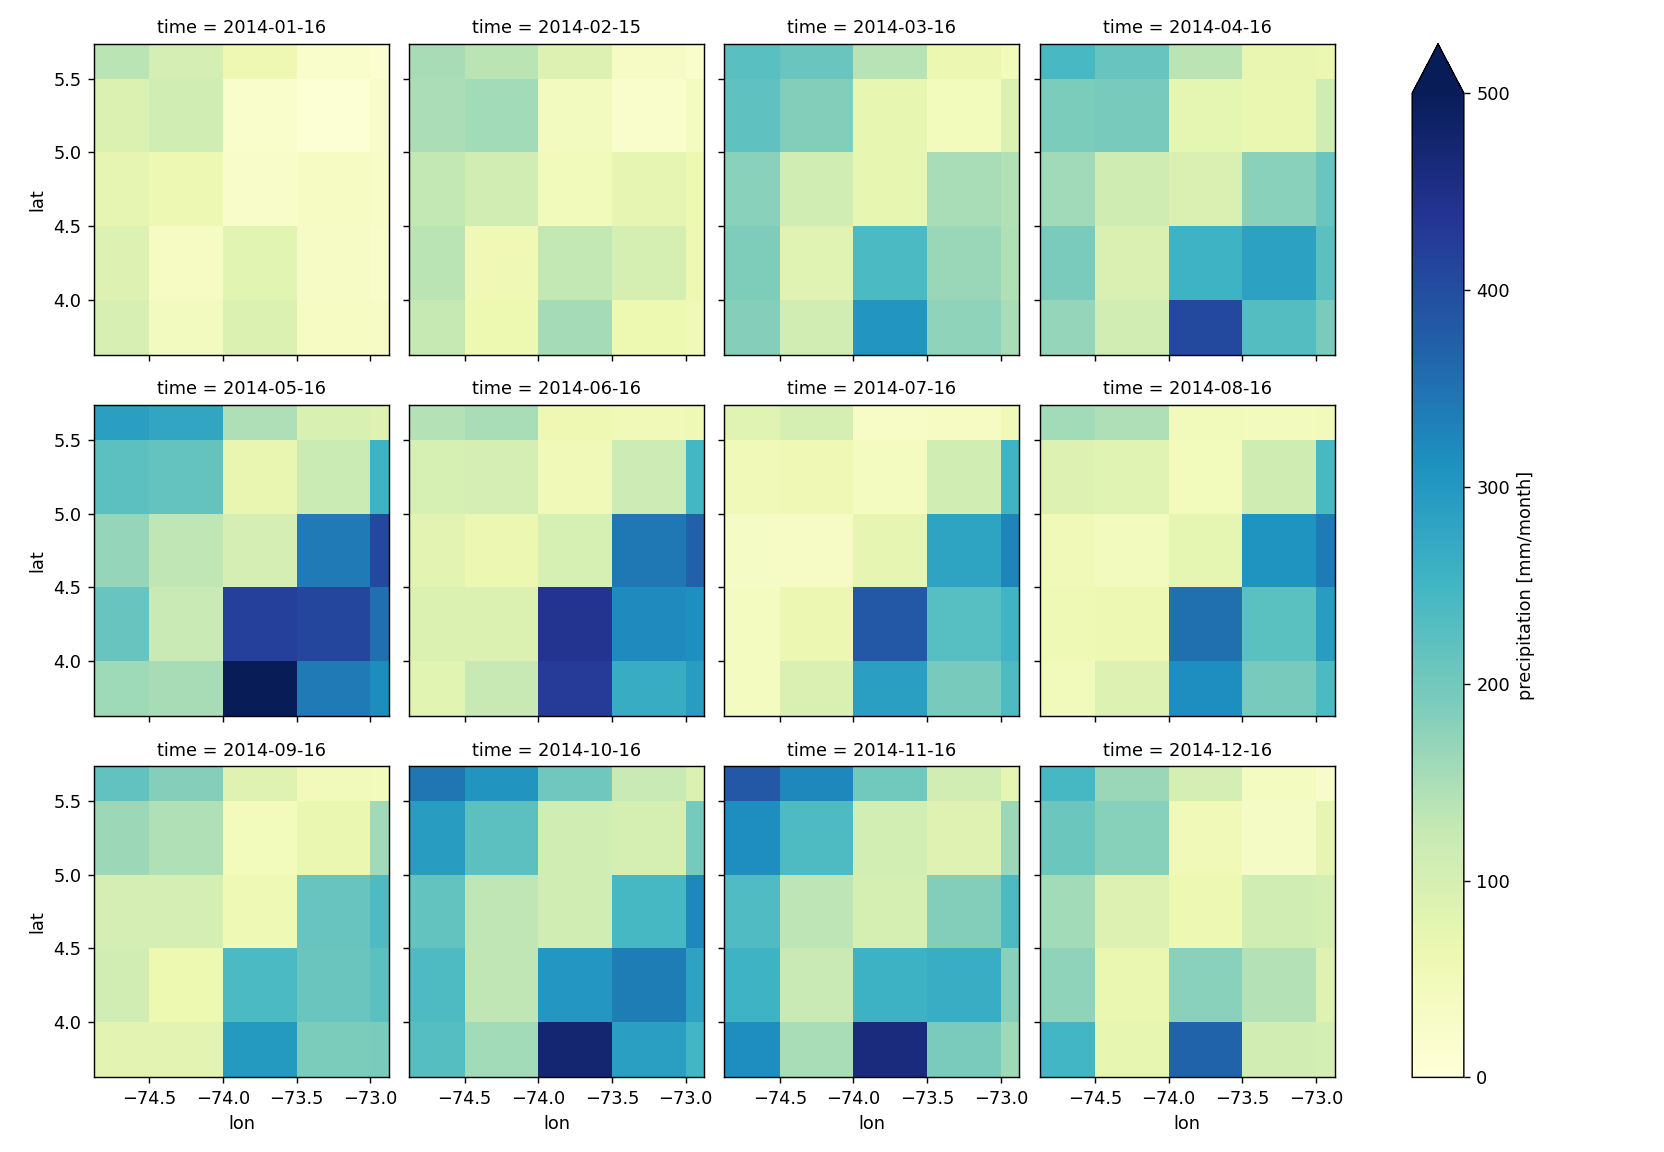 time = 2014-01-16 time = 2014-02-15 time = 2014-03-16 time = 2014-04-16
5.5
5.0
lat
4.5
4.0
time = 2014-05-16 time = 2014-06-16 time = 2014-07-16 time = 2014-08-16
5.5
5.0
lat
4.5
4.0
time = 2014-09-16 time = 2014-10-16 time = 2014-11-16 time = 2014-12-16
5.5
5.0
lat
4.5
4.0
−74.5 −74.0 −73.5 −73.0 −74.5 −74.0 −73.5 −73.0 −74.5 −74.0 −73.5 −73.0 −74.5 −74.0 −73.5 −73.0
lon lon lon lon
500
400
300
200
100
0
precipitation [mm/month]